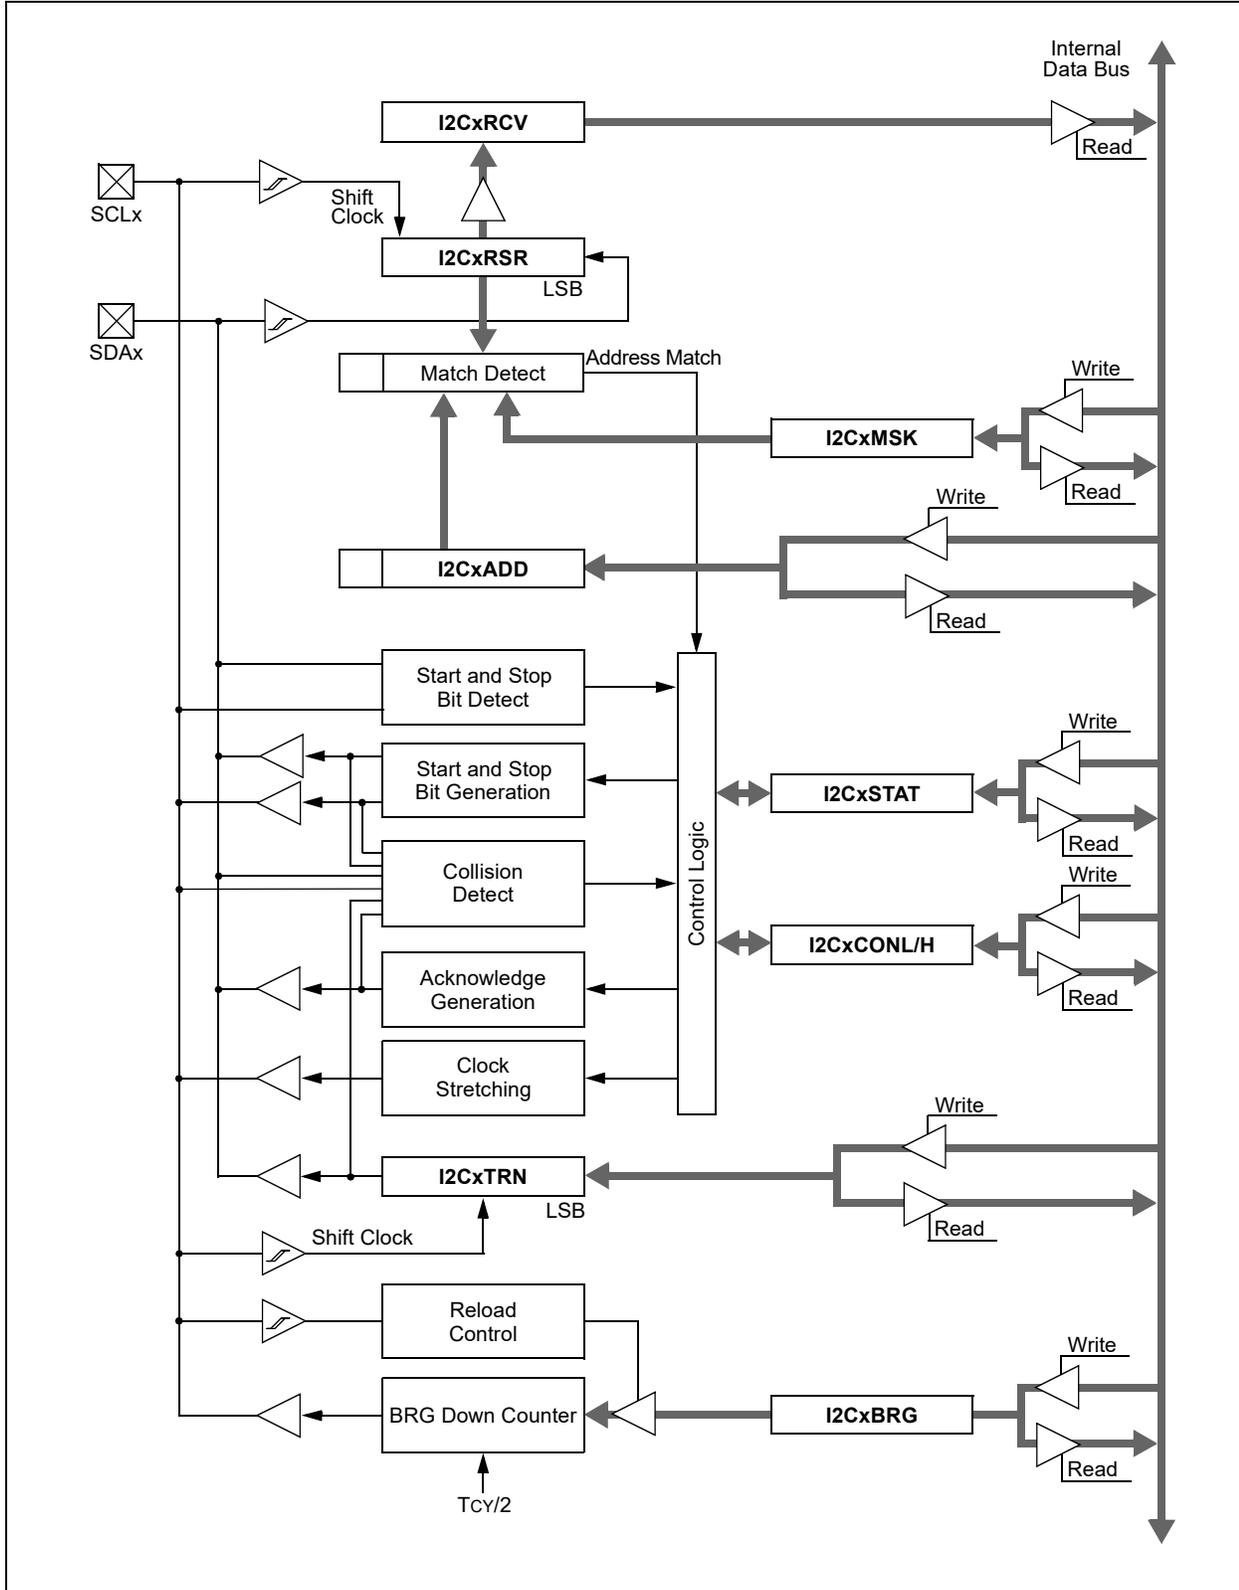 Internal
Data Bus
I2CxRCV
Read
SCLx
Shift
Clock
I2CxRSR
LSB
SDAx
Address Match
Match Detect
Write
I2CxMSK
Read
Write
I2CxADD
Read
Start and Stop
Bit Detect
Write
Start and Stop
Bit Generation
I2CxSTAT
Read
Collision
Detect
Control Logic
Write
I2CxCONL/H
Read
Acknowledge
Generation
Clock
Stretching
Write
I2CxTRN
LSB
Read
Shift Clock
Reload
Control
Write
BRG Down Counter
I2CxBRG
Read
TCY/2